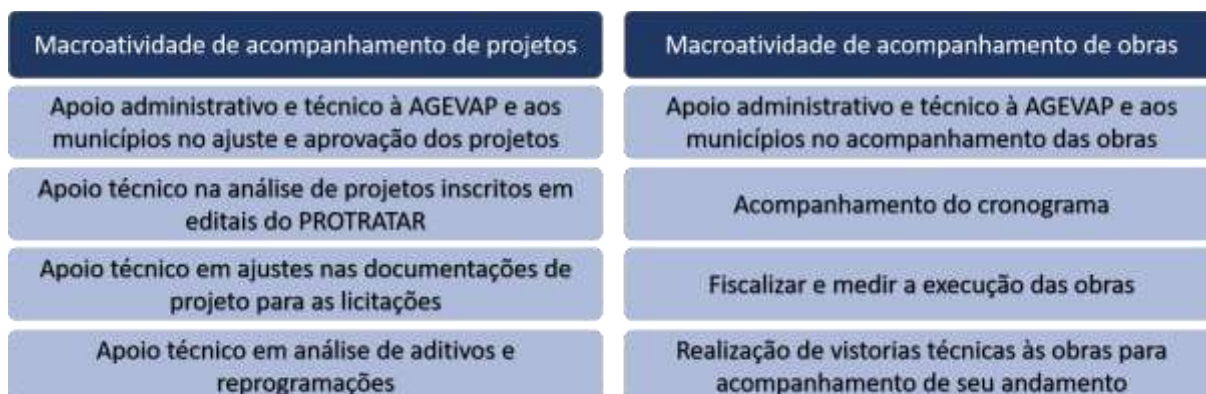 Macroatividade de acompanhamento de projetos
Apoio administrativo e técnico à AGEVAP e aos
municípios no ajuste e aprovação dos projetos
Apoio técnico na análise de projetos inscritos em
editais do PROTRATAR
Apoio técnico em ajustes nas documentações de
projeto para as licitações
Apoio técnico em análise de aditivos e
reprogramações
Macroatividade de acompanhamento de obras
Apoio administrativo e técnico à AGEVAP e aos
municípios no acompanhamento das obras
Acompanhamento do cronograma
Fiscalizar e medir a execução das obras
Realização de vistorias técnicas às obras para
acompanhamento de seu andamento